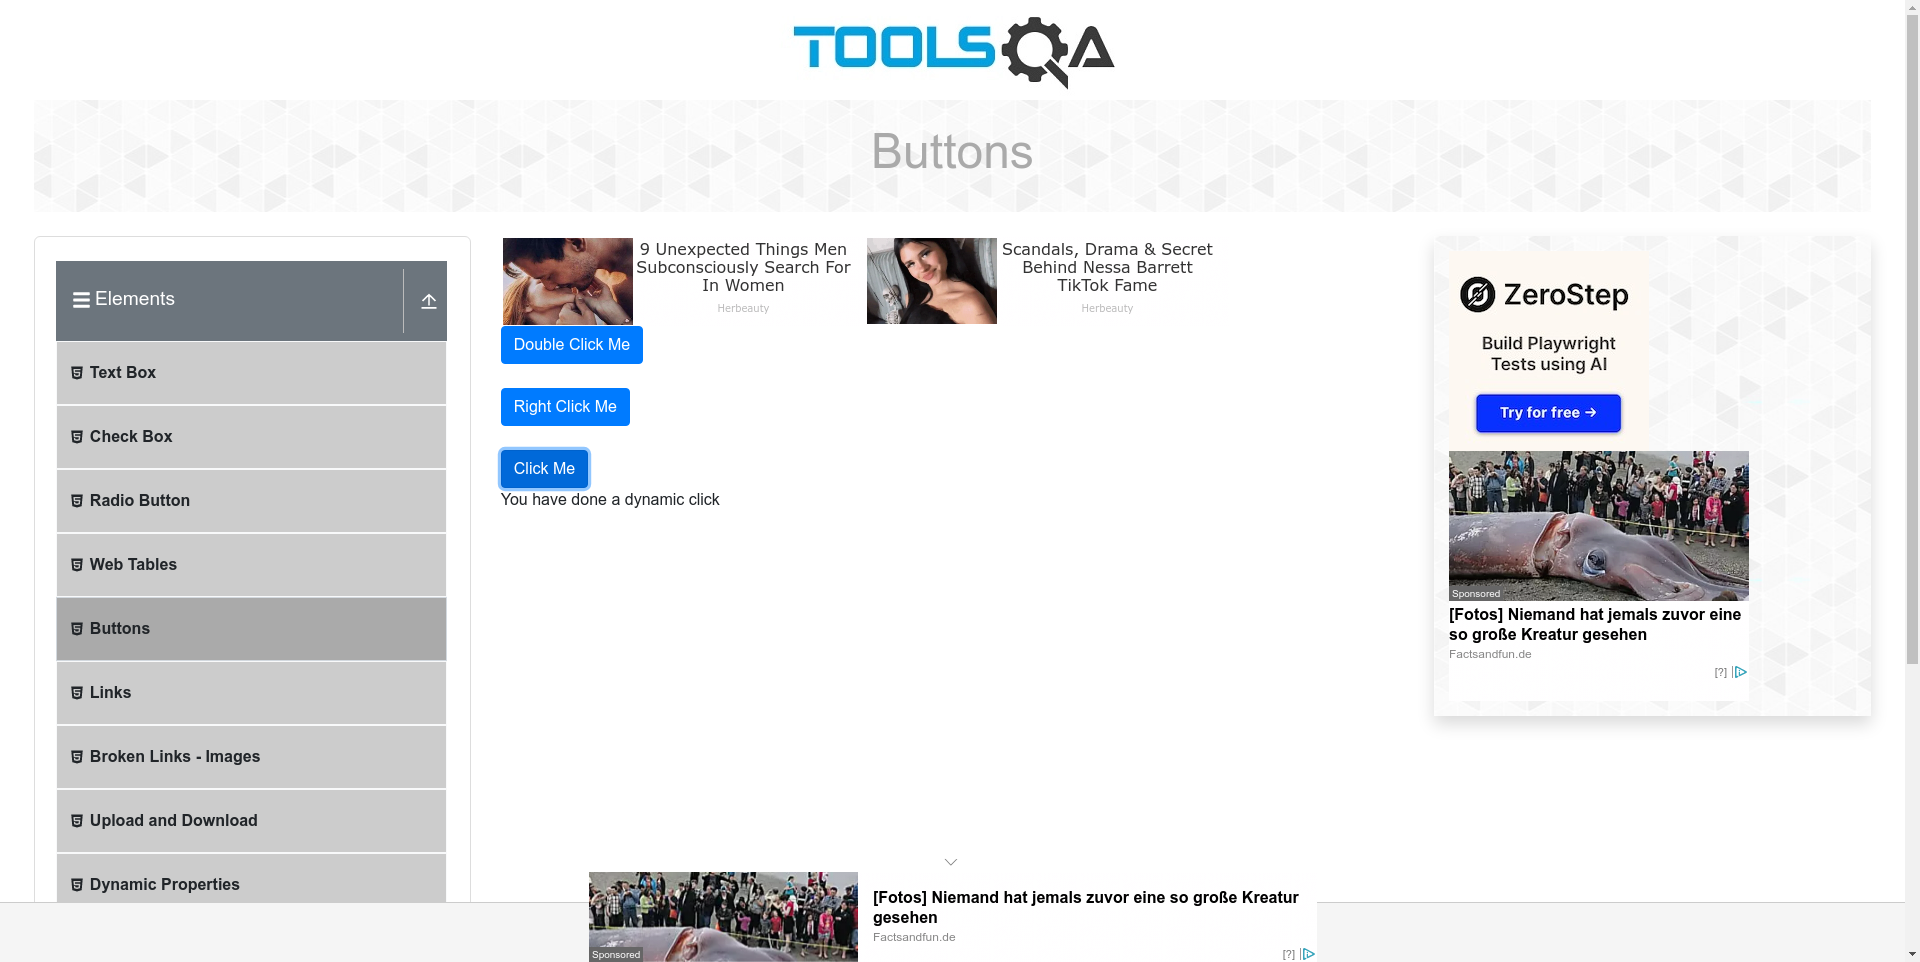 TOOLSQA
Buttons
Elements
Text Box
Check Box
Radio Button
Web Tables
Buttons
Links
Broken Links - Images
Upload and Download
Dynamic Properties
9 Unexpected Things Men
Subconsciously Search For
In Women
Herbeauty
Scandals, Drama & Secret
Behind Nessa Barrett
TikTok Fame
Herbeauty
Double Click Me
Right Click Me
Click Me
You have done a dynamic click
ZeroStep
Build Playwright
Tests using AI
Try for free →
Sponsored
[Fotos] Niemand hat jemals zuvor eine
so große Kreatur gesehen
Factsandfun.de
[?]
Sponsored
[Fotos] Niemand hat jemals zuvor eine so große Kreatur
gesehen
Factsandfun.de
[?]